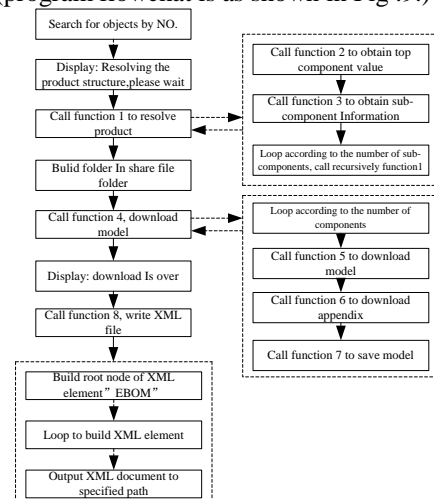 (program flowchat is as shown in Fig .9.)
Search for objects by NO.
Display: Resolving the
product structure,please wait
Call function 1 to resolve
product
Bulid folder In share file
folder
Call function 4, download
model
Display: download Is over
Call function 8, write XML
file
Build root node of XML
element” EBOM”
Loop to build XML element
Output XML document to
specified path
Call function 2 to obtain top
component value
Call function 3 to obtain sub-
component Information
Loop according to the number of sub-
components, call recursively function1
Loop according to the number of
components
Call function 5 to download
model
Call function 6 to download
appendix
Call function 7 to save model